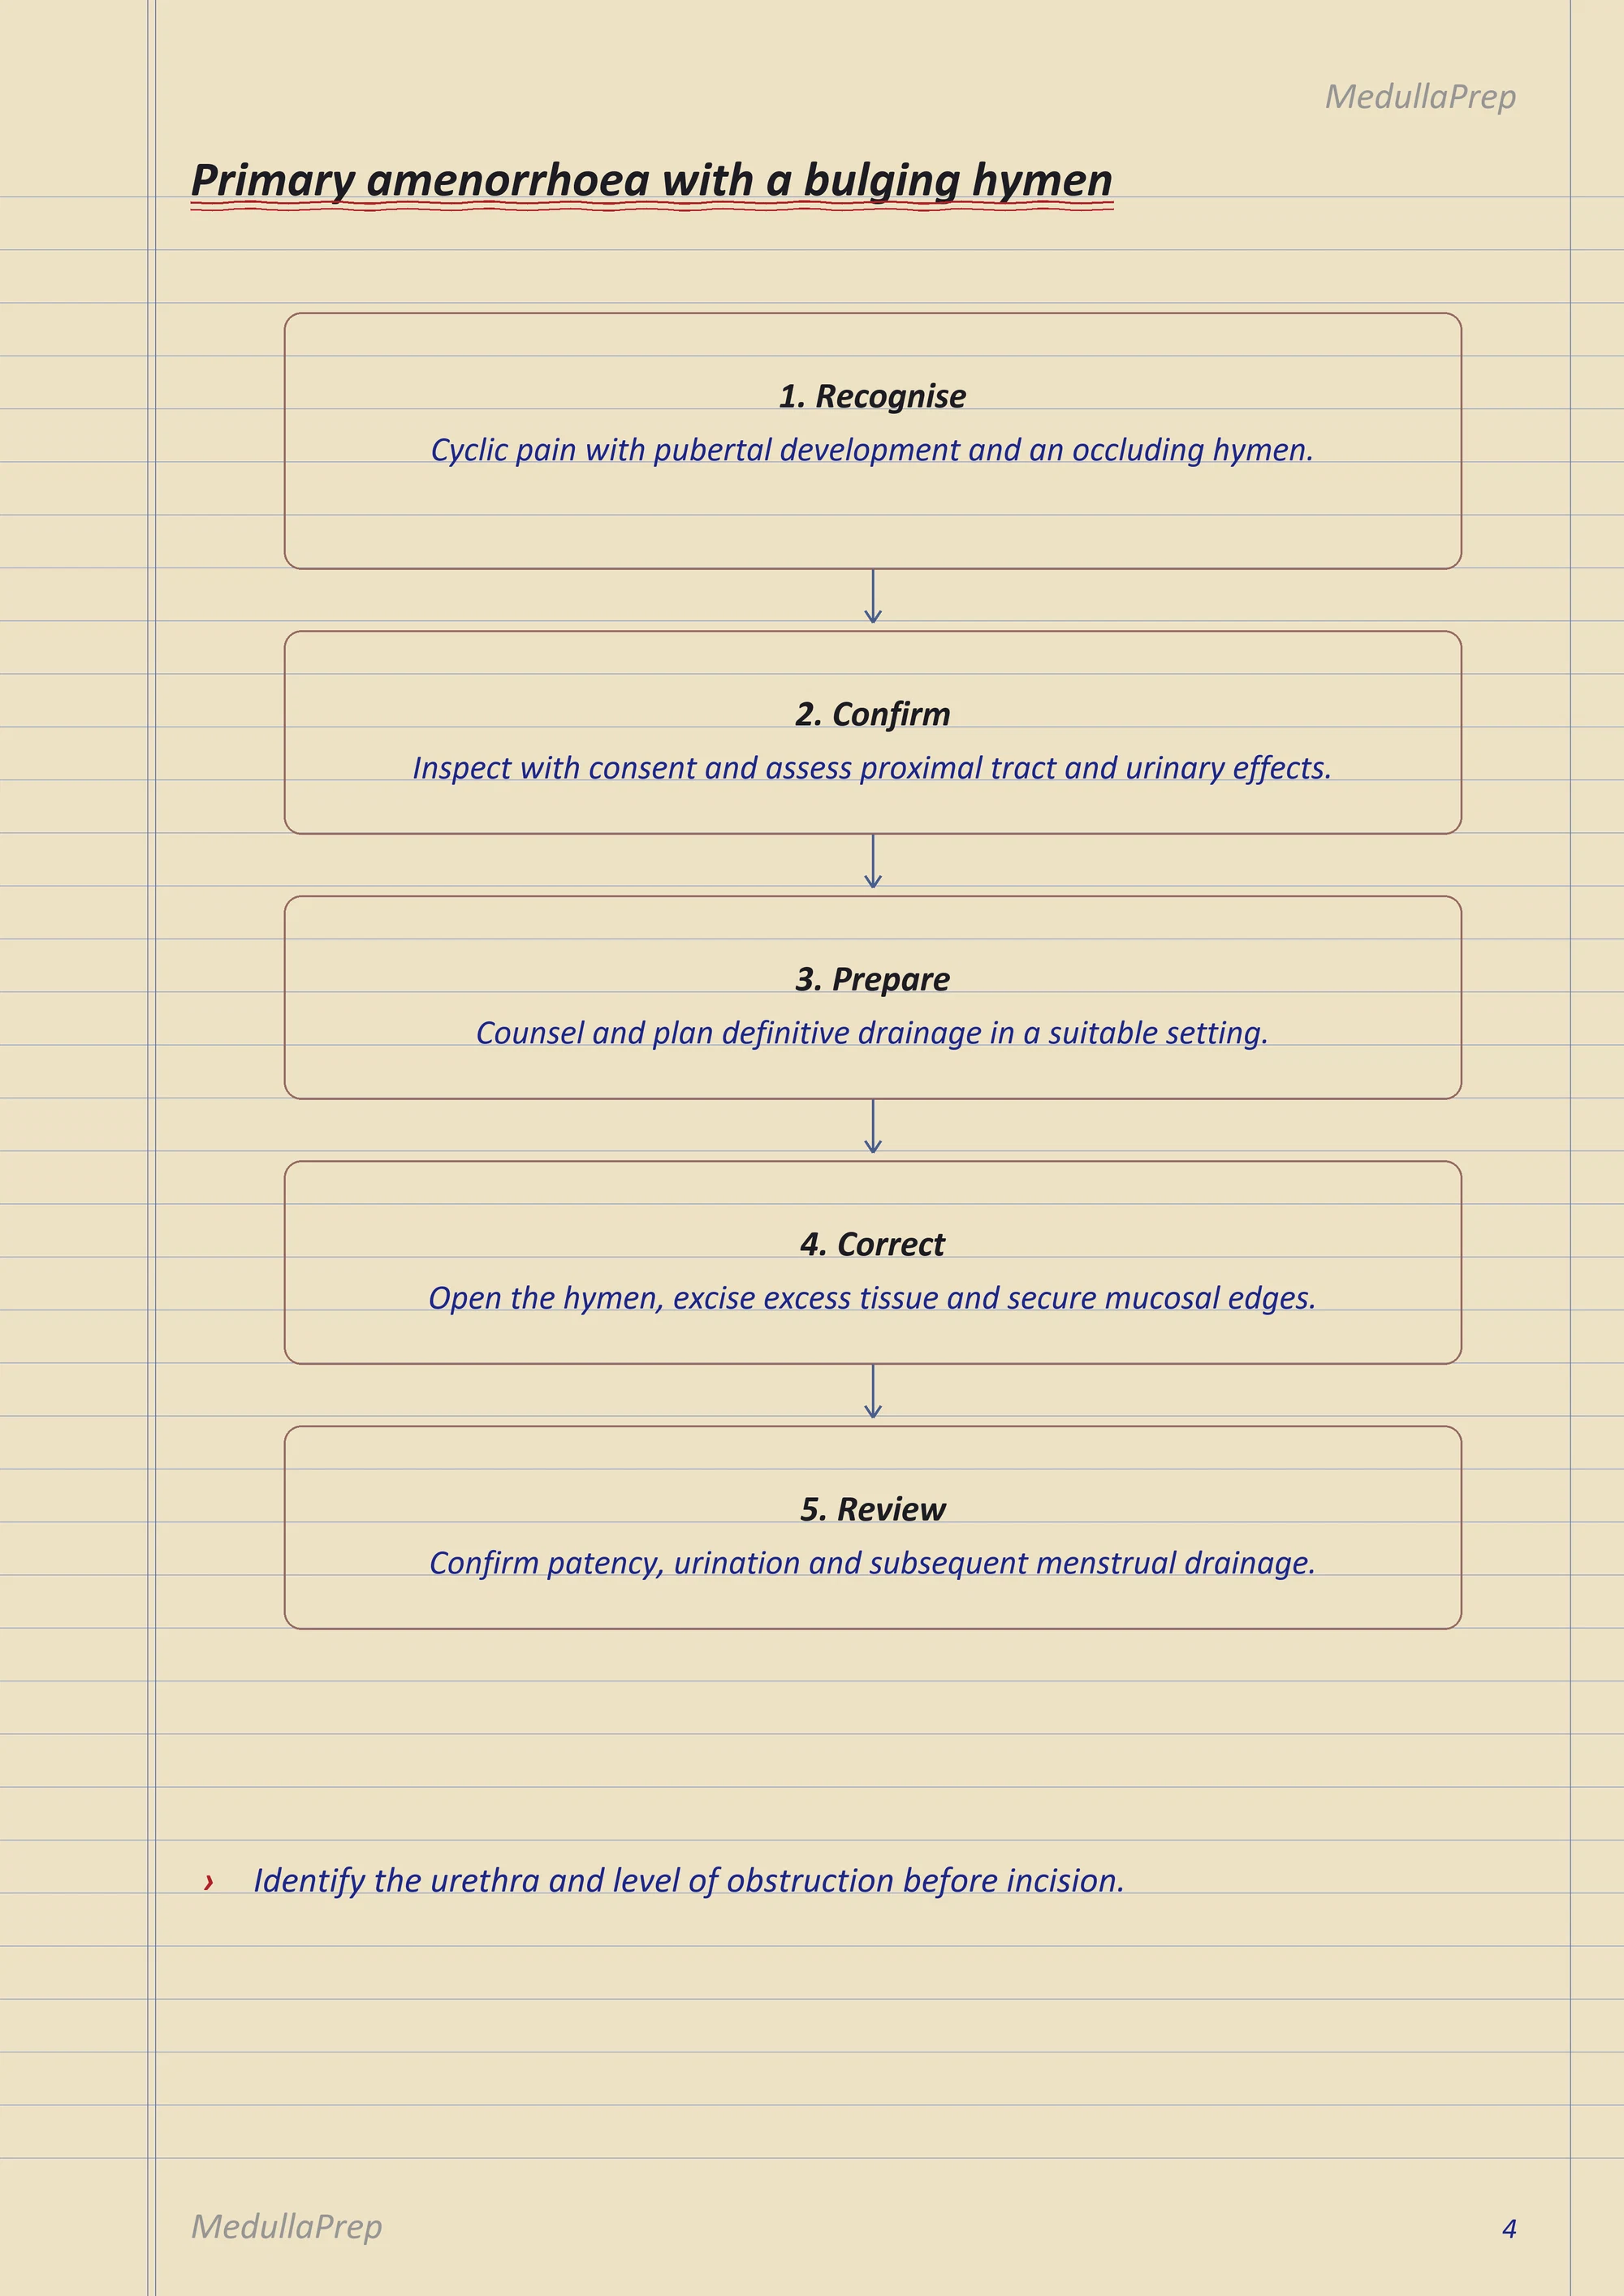 MedullaPrep
Primary amenorrhoea with a bulging hymen
1. Recognise
Cyclic pain with pubertal development and an occluding hymen.
2. Confirm
Inspect with consent and assess proximal tract and urinary effects.
3. Prepare
Counsel and plan definitive drainage in a suitable setting.
4. Correct
Open the hymen, excise excess tissue and secure mucosal edges.
5. Review
Confirm patency, urination and subsequent menstrual drainage.
› Identify the urethra and level of obstruction before incision.
MedullaPrep
4